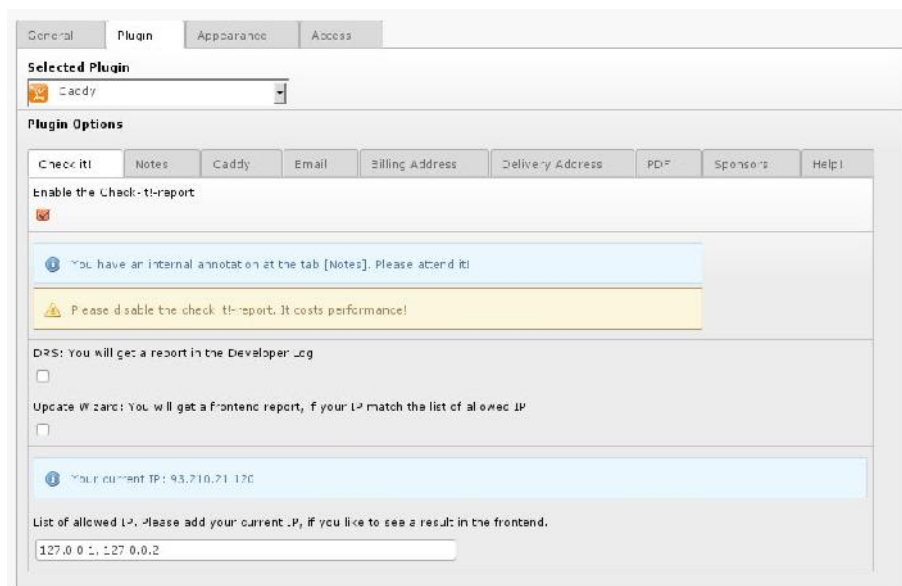 General Plugin Appearance Access
Selected Plugin
Caddy
Plugin Options
Check it! Notes Caddy Email Billing Address Delivery Address PDF Sponsors Help!
Enable the Check-it!-report
You have an internal annotation at the tab [Notes]. Please attend it!
Please disable the check it!-report. It costs performance!
DRS: You will get a report in the Developer Log
Update Wizard: You will get a frontend report, if your IP match the list of allowed IP
Your current IP: 93.210.21.120
List of allowed IP. Please add your current IP, if you like to see a result in the frontend.
127.0.0.1, 127.0.0.2